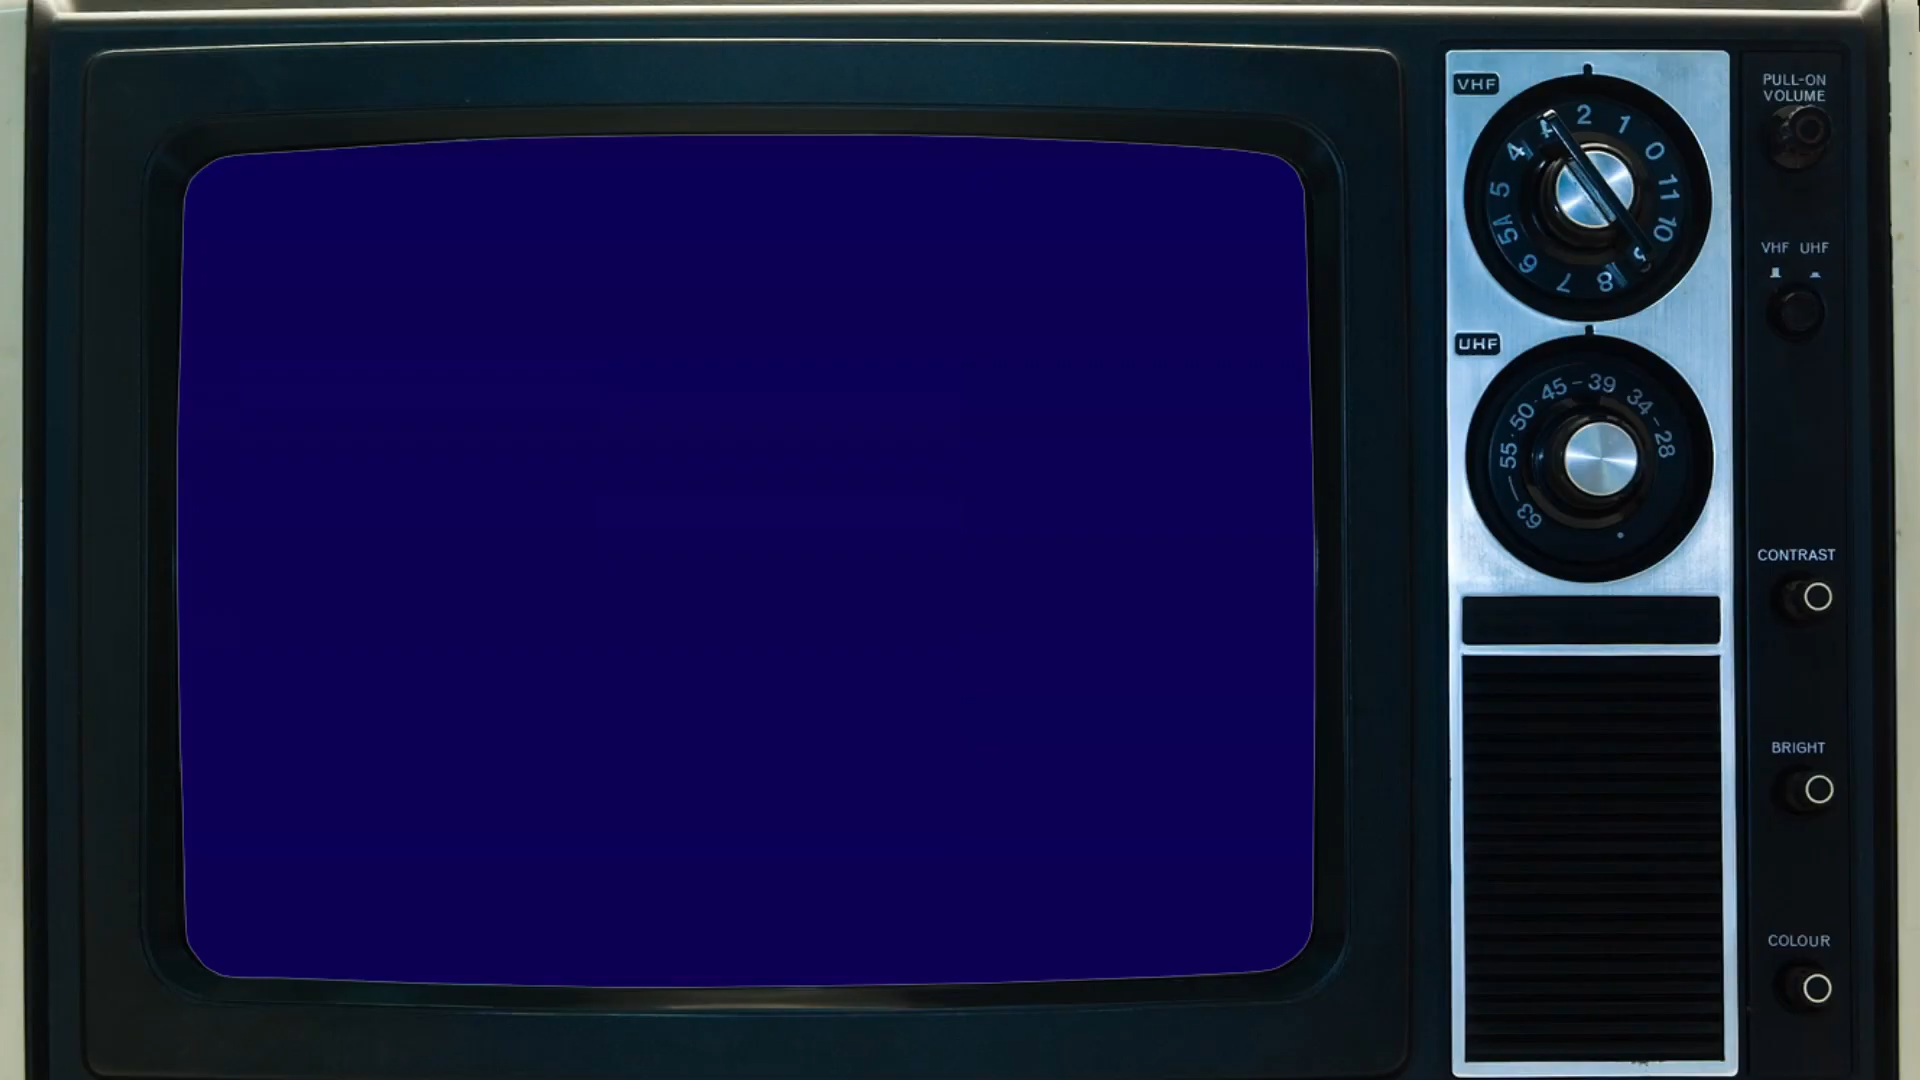 VHF
2
1
0
11
10
8
7
6
5A
5
4
UHF
63–55·50·45–39 34–28
PULL-ON
VOLUME
VHF UHF
CONTRAST
BRIGHT
COLOUR